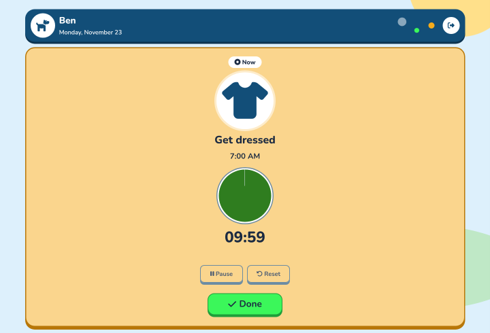 Ben
Monday, November 23
Now
Get dressed
7:00 AM
09:59
Pause
Reset
Done